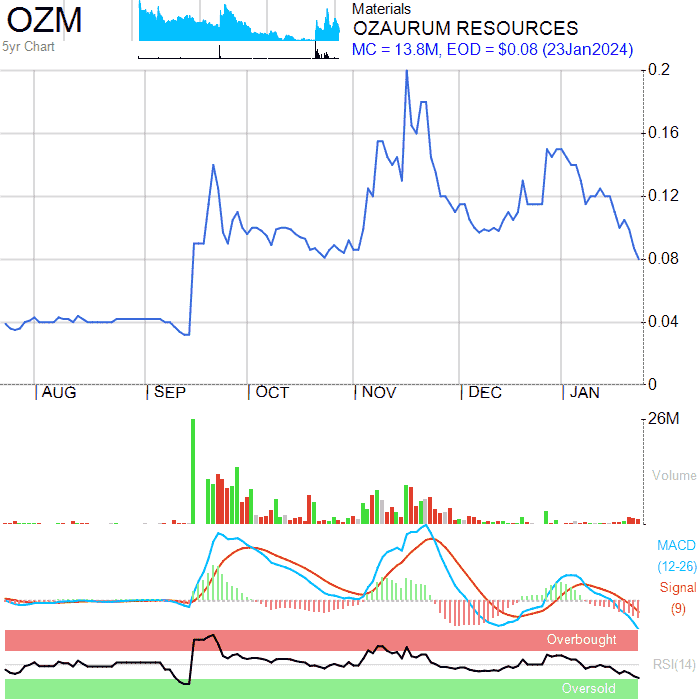 OZM
5yr Chart
Materials
OZAURUM RESOURCES
MC = 13.8M, EOD = $0.08 (23Jan2024)
0.2
0.16
0.12
0.08
0.04
0
AUG SEP OCT NOV DEC JAN
26M
Volume
MACD
(12-26)
Signal
(9)
Overbought
RSI(14)
Oversold